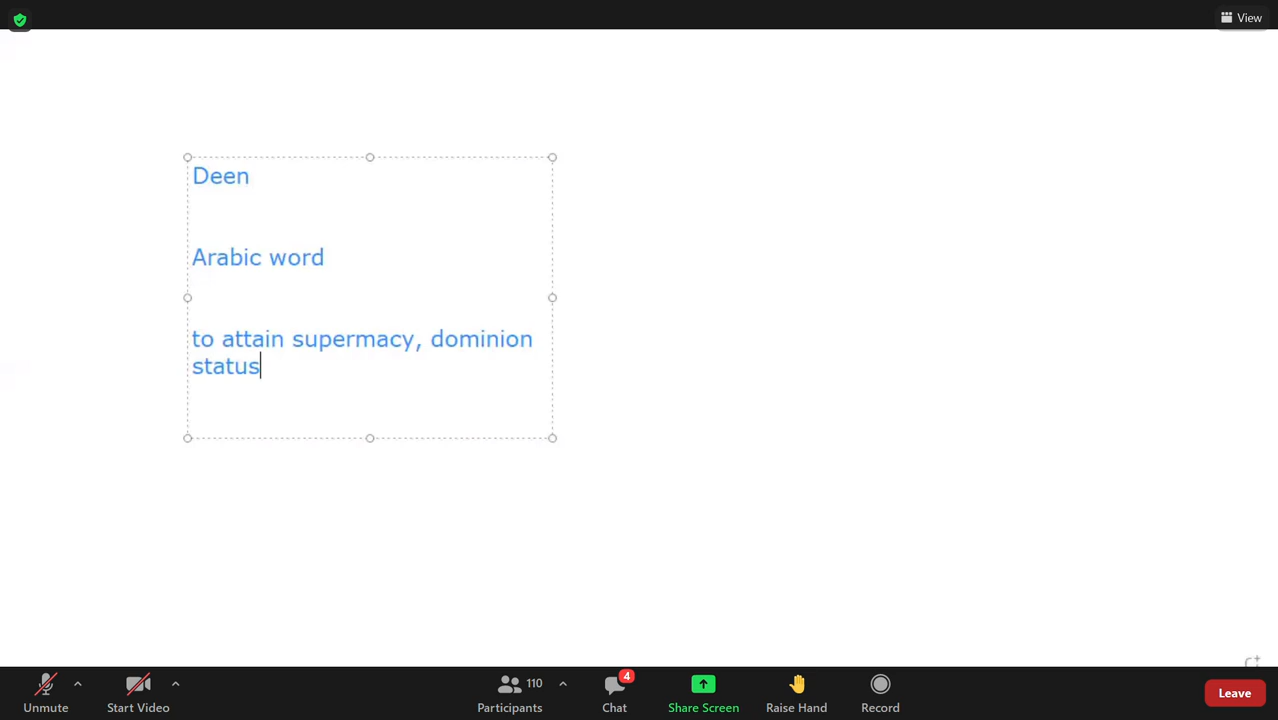 View
Deen
Arabic word
to attain supermacy, dominion
status
110
4
Unmute
Start Video
Participants
Chat
Share Screen
Raise Hand
Record
Leave